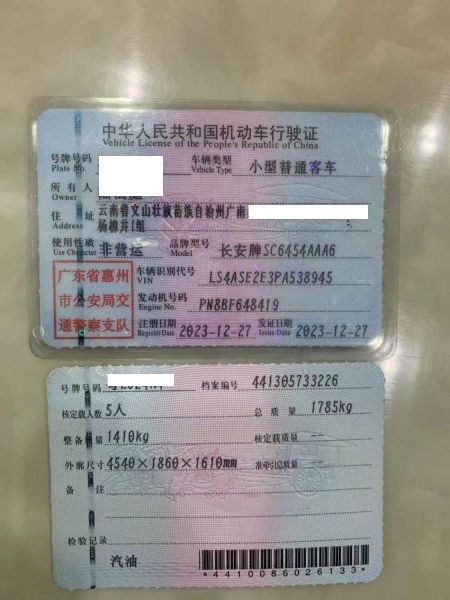 中华人民共和国机动车行驶证
Vehicle License of the People's Republic of China
号牌号码
Plate No.
车辆类型
Vehicle Type
小型普通客车
所有人
Owner
住址
Address
云南省文山壮族苗族自治州广南
杨柳井1组
使用性质
Use Character
非营运
品牌型号
Model
长安牌SC6454AAA6
广东省惠州
市公安局交
通警察支队
车辆识别代号
VIN
LS4ASE2E3PA538945
发动机号码
Engine No.
PN8BF648419
注册日期
Register Date
2023-12-27
发证日期
Issue Date
2023-12-27
号牌号码
档案编号
441305733226
核定载人数
5人
总质量
1785kg
整备质量
1410kg
核定载质量
--
外廓尺寸
4540×1860×1610mm
准牵引总质量
--
备注
检验记录
汽油
*4410086026133*